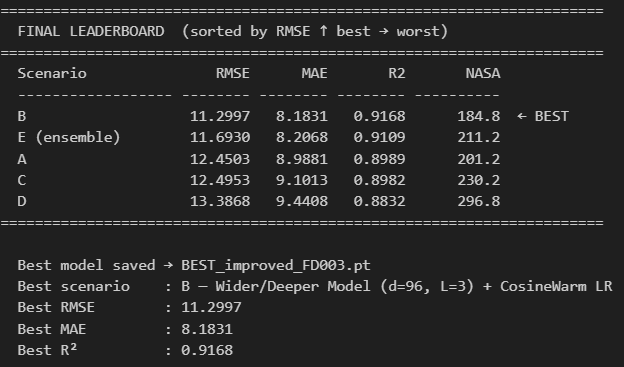 ======================================================================
FINAL LEADERBOARD  (sorted by RMSE ↑ best → worst)
======================================================================
Scenario                 RMSE      MAE       R2       NASA
------------------ -------- -------- -------- ----------
B                     11.2997   8.1831   0.9168      184.8  ← BEST
E (ensemble)          11.6930   8.2068   0.9109      211.2
A                     12.4503   8.9881   0.8989      201.2
C                     12.4953   9.1013   0.8982      230.2
D                     13.3868   9.4408   0.8832      296.8
======================================================================
Best model saved → BEST_improved_FD003.pt
Best scenario    : B — Wider/Deeper Model (d=96, L=3) + CosineWarm LR
Best RMSE        : 11.2997
Best MAE         : 8.1831
Best R²          : 0.9168